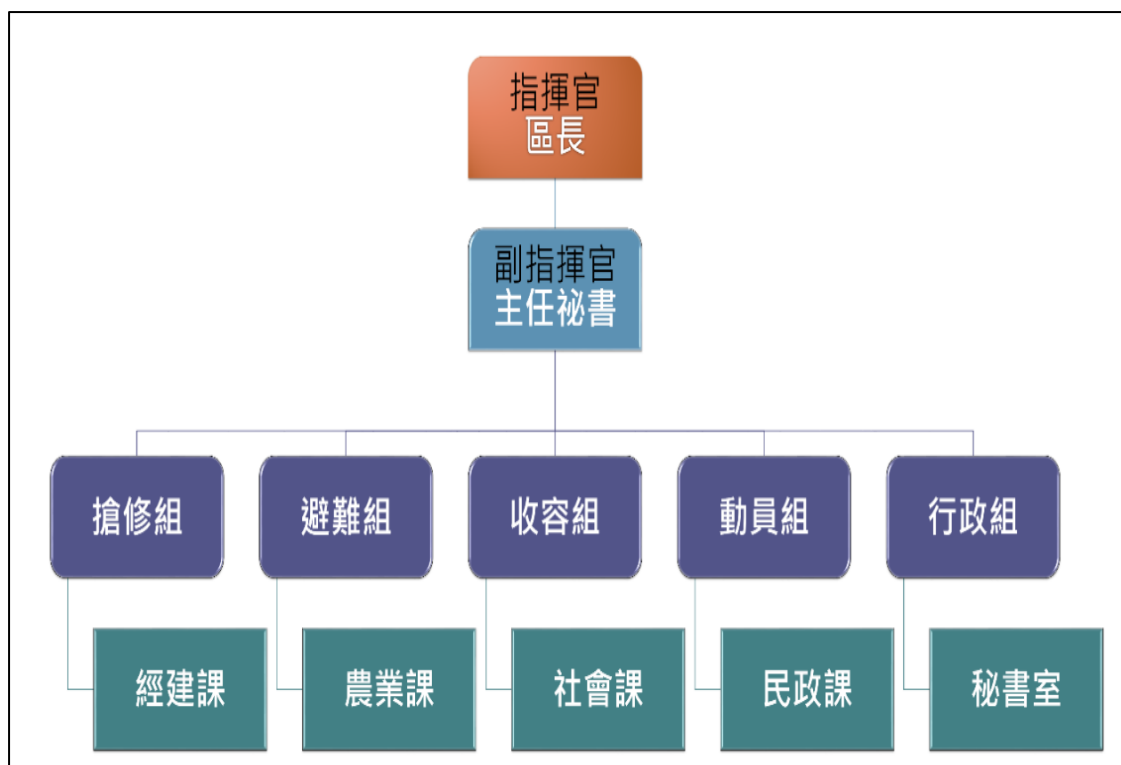 指揮官
區長
副指揮官
主任祕書
搶修組
避難組
收容組
動員組
行政組
經建課
農業課
社會課
民政課
秘書室